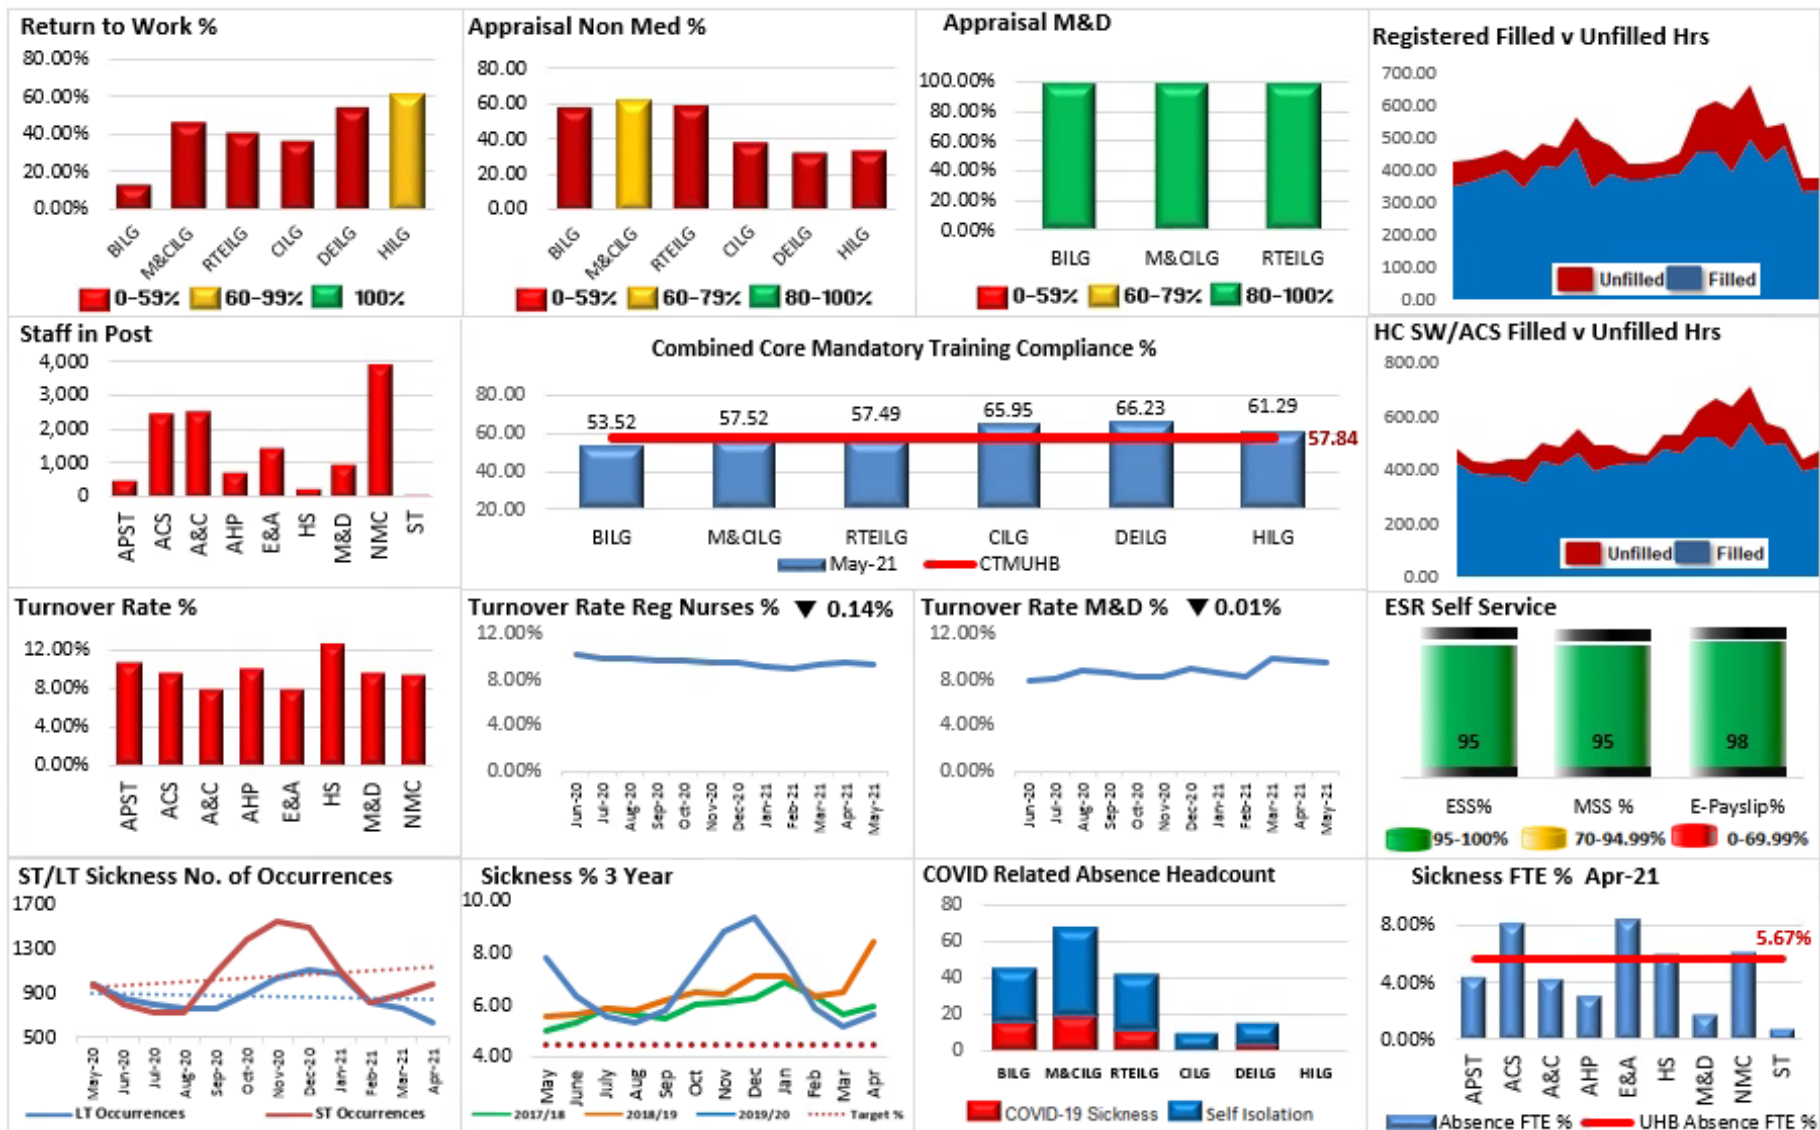 Return to Work %
80.00%
60.00%
40.00%
20.00%
0.00%
BILG
M&CILG
RTEILG
CILG
DEILG
HILG
0-59% 60-99% 100%
Appraisal Non Med %
80.00
60.00
40.00
20.00
0.00
BILG
M&CILG
RTEILG
CILG
DEILG
HILG
0-59% 60-79% 80-100%
Appraisal M&D
100.00%
80.00%
60.00%
40.00%
20.00%
0.00%
BILG M&CILG RTEILG
0-59% 60-79% 80-100%
Registered Filled v Unfilled Hrs
700.00
600.00
500.00
400.00
300.00
200.00
100.00
0.00
Unfilled Filled
Staff in Post
4,000
3,000
2,000
1,000
0
APST
ACS
A&C
AHP
E&A
HS
M&D
NMC
ST
Combined Core Mandatory Training Compliance %
80.00
60.00
40.00
20.00
53.52 57.52 57.49 65.95 66.23 61.29
57.84
BILG M&CILG RTEILG CILG DEILG HILG
May-21 CTMUHB
HC SW/ACS Filled v Unfilled Hrs
800.00
600.00
400.00
200.00
0.00
Unfilled Filled
Turnover Rate %
12.00%
8.00%
4.00%
0.00%
APST
ACS
A&C
AHP
E&A
HS
M&D
NMC
Turnover Rate Reg Nurses % ▼ 0.14%
12.00%
8.00%
4.00%
0.00%
Jun-20
Jul-20
Aug-20
Sep-20
Oct-20
Nov-20
Dec-20
Jan-21
Feb-21
Mar-21
Apr-21
May-21
Turnover Rate M&D % ▼ 0.01%
12.00%
8.00%
4.00%
0.00%
Jun-20
Jul-20
Aug-20
Sep-20
Oct-20
Nov-20
Dec-20
Jan-21
Feb-21
Mar-21
Apr-21
May-21
ESR Self Service
95 95 98
ESS% MSS % E-Payslip%
95-100% 70-94.99% 0-69.99%
ST/LT Sickness No. of Occurrences
1700
1300
900
500
May-20
Jun-20
Jul-20
Aug-20
Sep-20
Oct-20
Nov-20
Dec-20
Jan-21
Feb-21
Mar-21
Apr-21
LT Occurrences ST Occurrences
Sickness % 3 Year
10.00
8.00
6.00
4.00
May
June
July
Aug
Sep
Oct
Nov
Dec
Jan
Feb
Mar
Apr
2017/18 2018/19 2019/20 Target %
COVID Related Absence Headcount
80
60
40
20
0
BILG M&CILG RTEILG CILG DEILG HILG
COVID-19 Sickness Self Isolation
Sickness FTE % Apr-21
8.00%
4.00%
0.00%
5.67%
APST
ACS
A&C
AHP
E&A
HS
M&D
NMC
ST
Absence FTE % UHB Absence FTE %